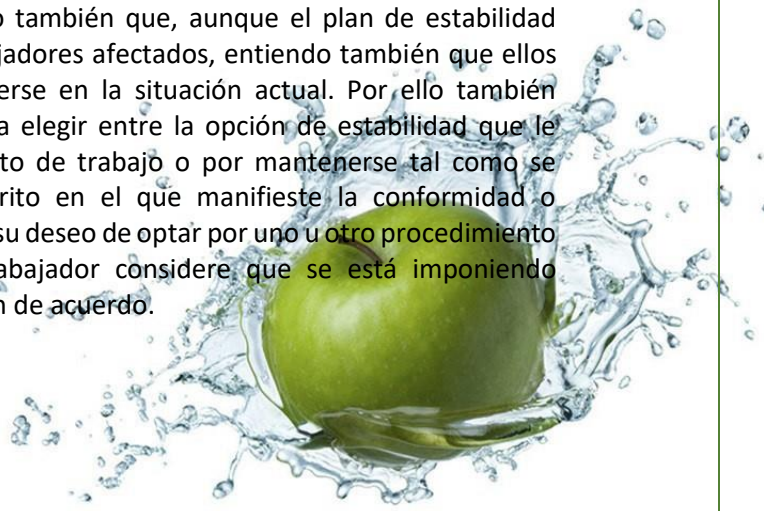 también que, aunque el plan de estabilidad
jadores afectados, entiendo también que ellos
erse en la situación actual. Por ello también
a elegir entre la opción de estabilidad que le
to de trabajo o por mantenerse tal como se
rito en el que manifieste la conformidad o
su deseo de optar por uno u otro procedimiento
abajador considere que se está imponiendo
n de acuerdo.